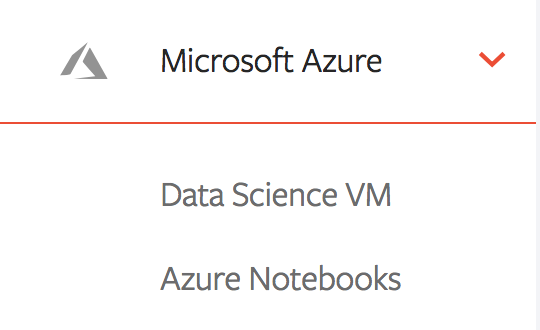 Microsoft Azure
Data Science VM
Azure Notebooks